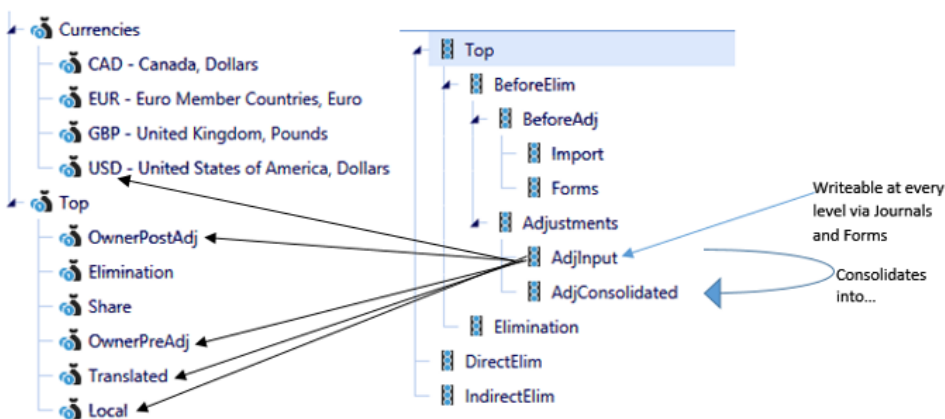 Currencies
CAD - Canada, Dollars
EUR - Euro Member Countries, Euro
GBP - United Kingdom, Pounds
USD - United States of America, Dollars
Top
OwnerPostAdj
Elimination
Share
OwnerPreAdj
Translated
Local
Top
BeforeElim
BeforeAdj
Import
Forms
Adjustments
AdjInput
AdjConsolidated
Elimination
DirectElim
IndirectElim
Writeable at every
level via Journals
and Forms
Consolidates
into...